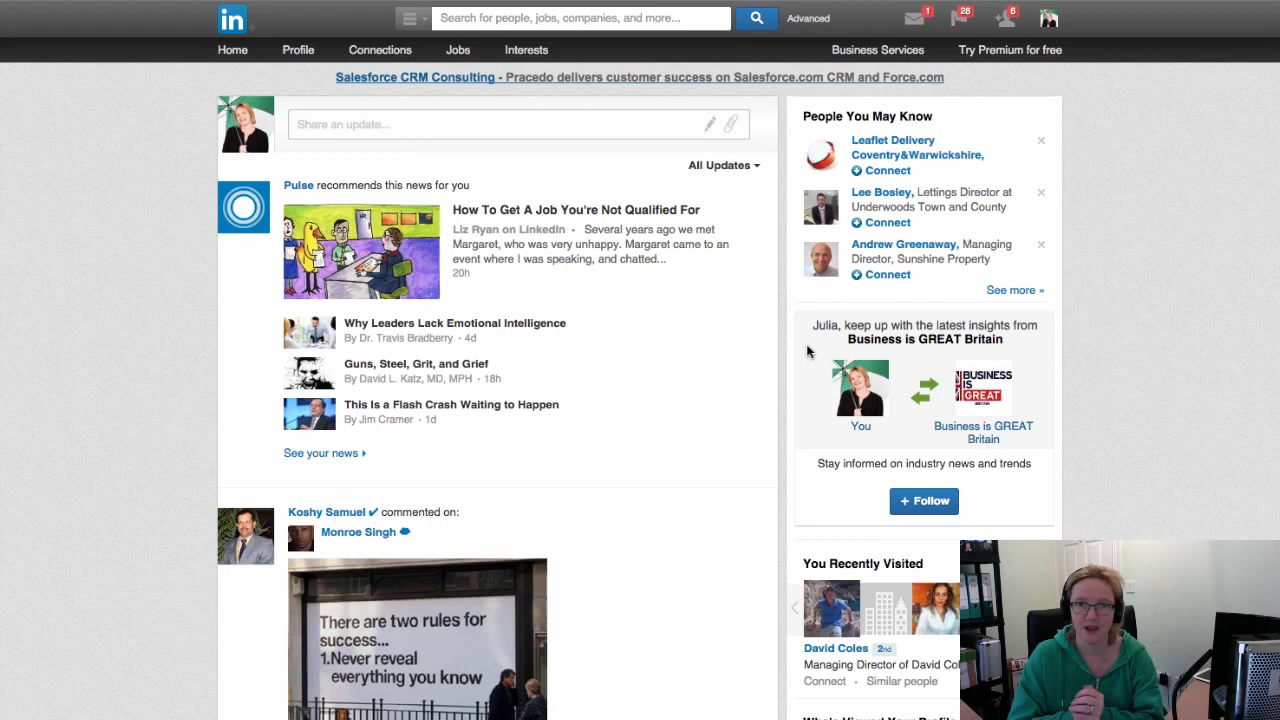 in
Search for people, jobs, companies, and more...
Advanced
1
26
6
Home
Profile
Connections
Jobs
Interests
Business Services
Try Premium for free
Salesforce CRM Consulting - Pracedo delivers customer success on Salesforce.com CRM and Force.com
Share an update...
All Updates
Pulse recommends this news for you
How To Get A Job You're Not Qualified For
Liz Ryan on LinkedIn • Several years ago we met
Margaret, who was very unhappy. Margaret came to an
event where I was speaking, and chatted...
20h
Why Leaders Lack Emotional Intelligence
By Dr. Travis Bradberry • 4d
Guns, Steel, Grit, and Grief
By David L. Katz, MD, MPH • 18h
This Is a Flash Crash Waiting to Happen
By Jim Cramer • 1d
See your news
Koshy Samuel commented on:
Monroe Singh
There are two rules for
success...
1.Never reveal
everything you know
People You May Know
Leaflet Delivery
Coventry&Warwickshire,
Connect
Lee Bosley, Lettings Director at
Underwoods Town and County
Connect
Andrew Greenaway, Managing
Director, Sunshine Property
Connect
See more »
Julia, keep up with the latest insights from
Business is GREAT Britain
BUSINESS
IS
GREAT
BRITAIN
You
Business is GREAT
Britain
Stay informed on industry news and trends
+ Follow
You Recently Visited
David Coles 2nd
Managing Director of David Co
Connect • Similar people